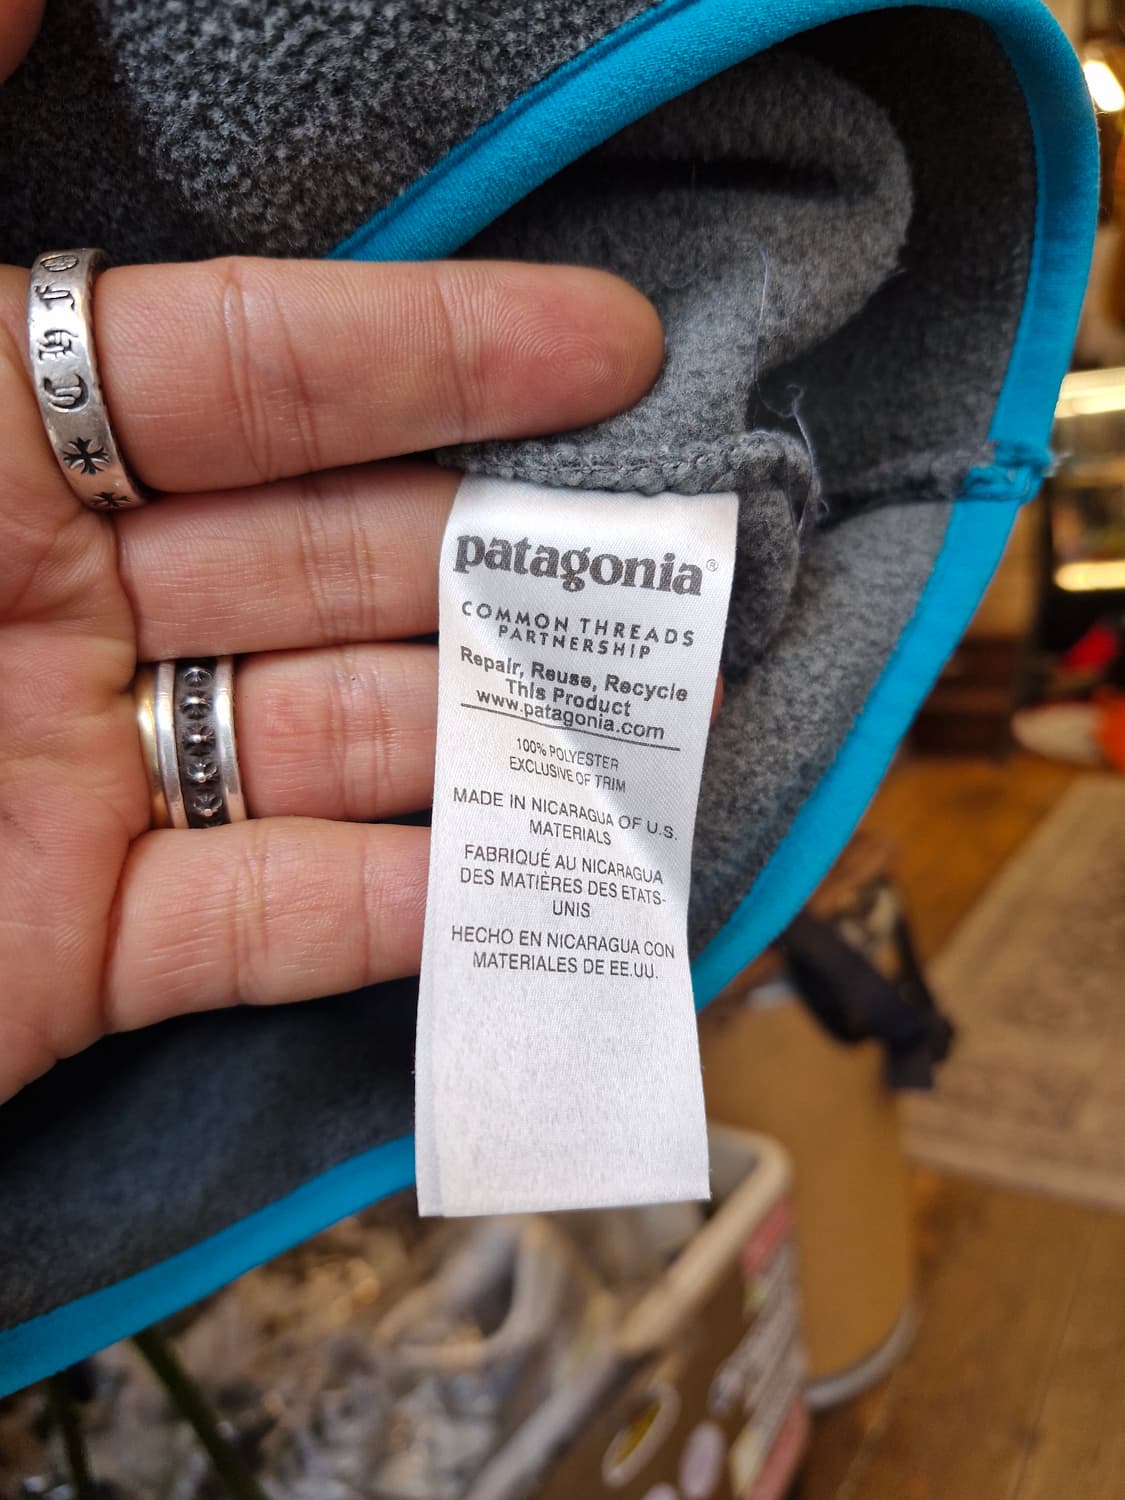 patagonia®
COMMON THREADS
PARTNERSHIP
Repair, Reuse, Recycle
This Product
www.patagonia.com
100% POLYESTER
EXCLUSIVE OF TRIM
MADE IN NICARAGUA OF U.S.
MATERIALS
FABRIQUÉ AU NICARAGUA
DES MATIÈRES DES ETATS-
UNIS
HECHO EN NICARAGUA CON
MATERIALES DE EE.UU.